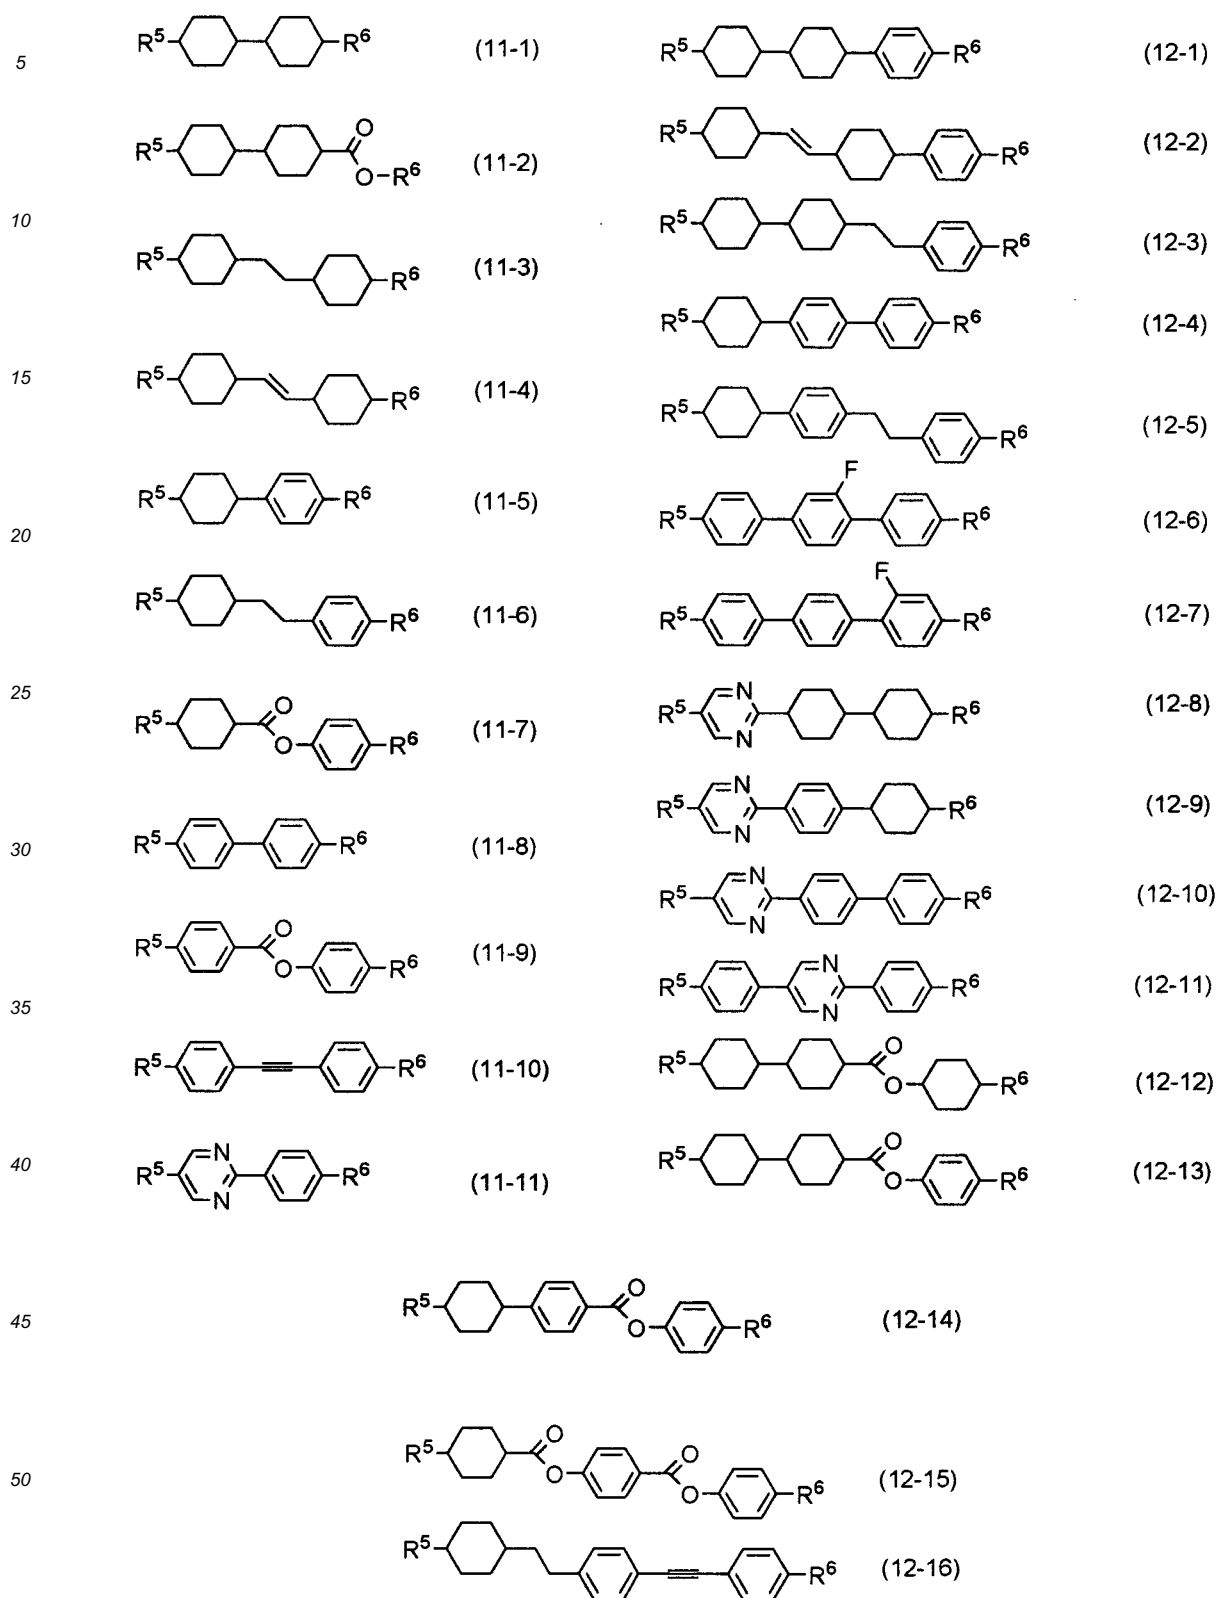 R⁵ R⁶ (11-1) R⁵ R⁶ (12-1)
5
R⁵ O O R⁶ (11-2) R⁵ R⁶ (12-2)
10
R⁵ R⁶ (11-3) R⁵ R⁶ (12-3)
R⁵ R⁶ (12-4)
15
R⁵ R⁶ (11-4) R⁵ R⁶ (12-5)
R⁵ R⁶ (11-5) R⁵ F R⁶ (12-6)
20
R⁵ R⁶ (11-6) R⁵ F R⁶ (12-7)
25
R⁵ O O R⁶ (11-7) R⁵ N N R⁶ (12-8)
R⁵ N N R⁶ (12-9)
30
R⁵ R⁶ (11-8) R⁵ N N R⁶ (12-10)
R⁵ O O R⁶ (11-9) R⁵ N N R⁶ (12-11)
35
R⁵ R⁶ (11-10) R⁵ O O R⁶ (12-12)
40
R⁵ N N R⁶ (11-11) R⁵ O O R⁶ (12-13)
45
R⁵ O O R⁶ (12-14)
50
R⁵ O O O O R⁶ (12-15)
R⁵ R⁶ (12-16)